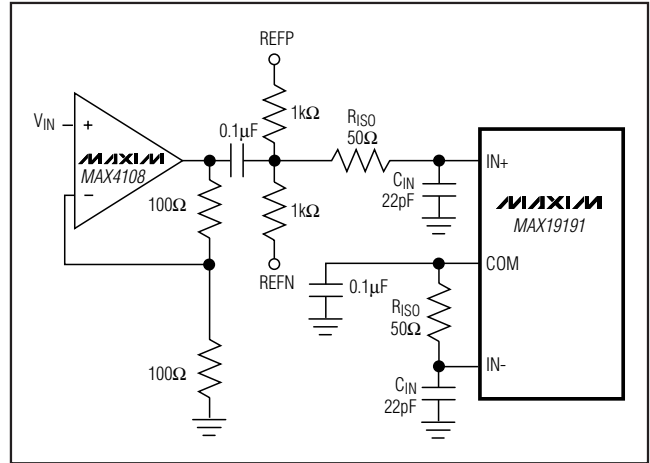 REFP
VIN
+
MAXIM
MAX4108
-
0.1µF
1kΩ
RISO
50Ω
IN+
CIN
22pF
MAXIM
MAX19191
100Ω
1kΩ
REFN
COM
0.1µF
RISO
50Ω
100Ω
IN-
CIN
22pF